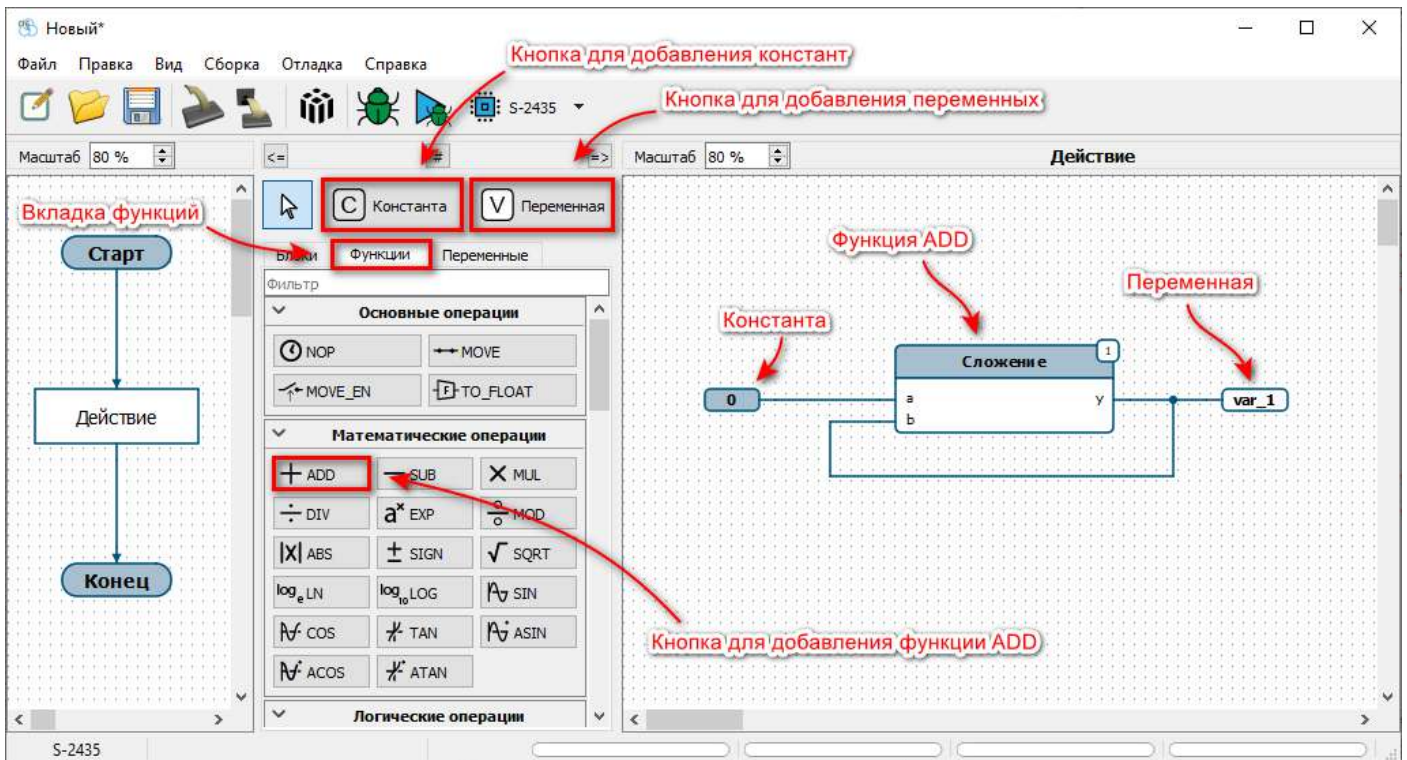 Новый*
Файл Правка Вид Сборка Отладка Справка
Кнопка для добавления констант
S-2435
Кнопка для добавления переменных
Масштаб 80 %
<= # =>
Масштаб 80 %
Действие
C Константа
V Переменная
Вкладка функций
Блоки Функции Переменные
Фильтр
Старт
Действие
Конец
Основные операции
NOP MOVE
MOVE_EN F TO_FLOAT
Математические операции
ADD SUB MUL
DIV aˣ EXP MOD
|X| ABS ± SIGN √ SQRT
logₑ LN log₁₀ LOG SIN
COS TAN ASIN
ACOS ATAN
Логические операции
Функция ADD
Переменная
Константа
Сложение
1
0
a y
b
var_1
Кнопка для добавления функции ADD
S-2435